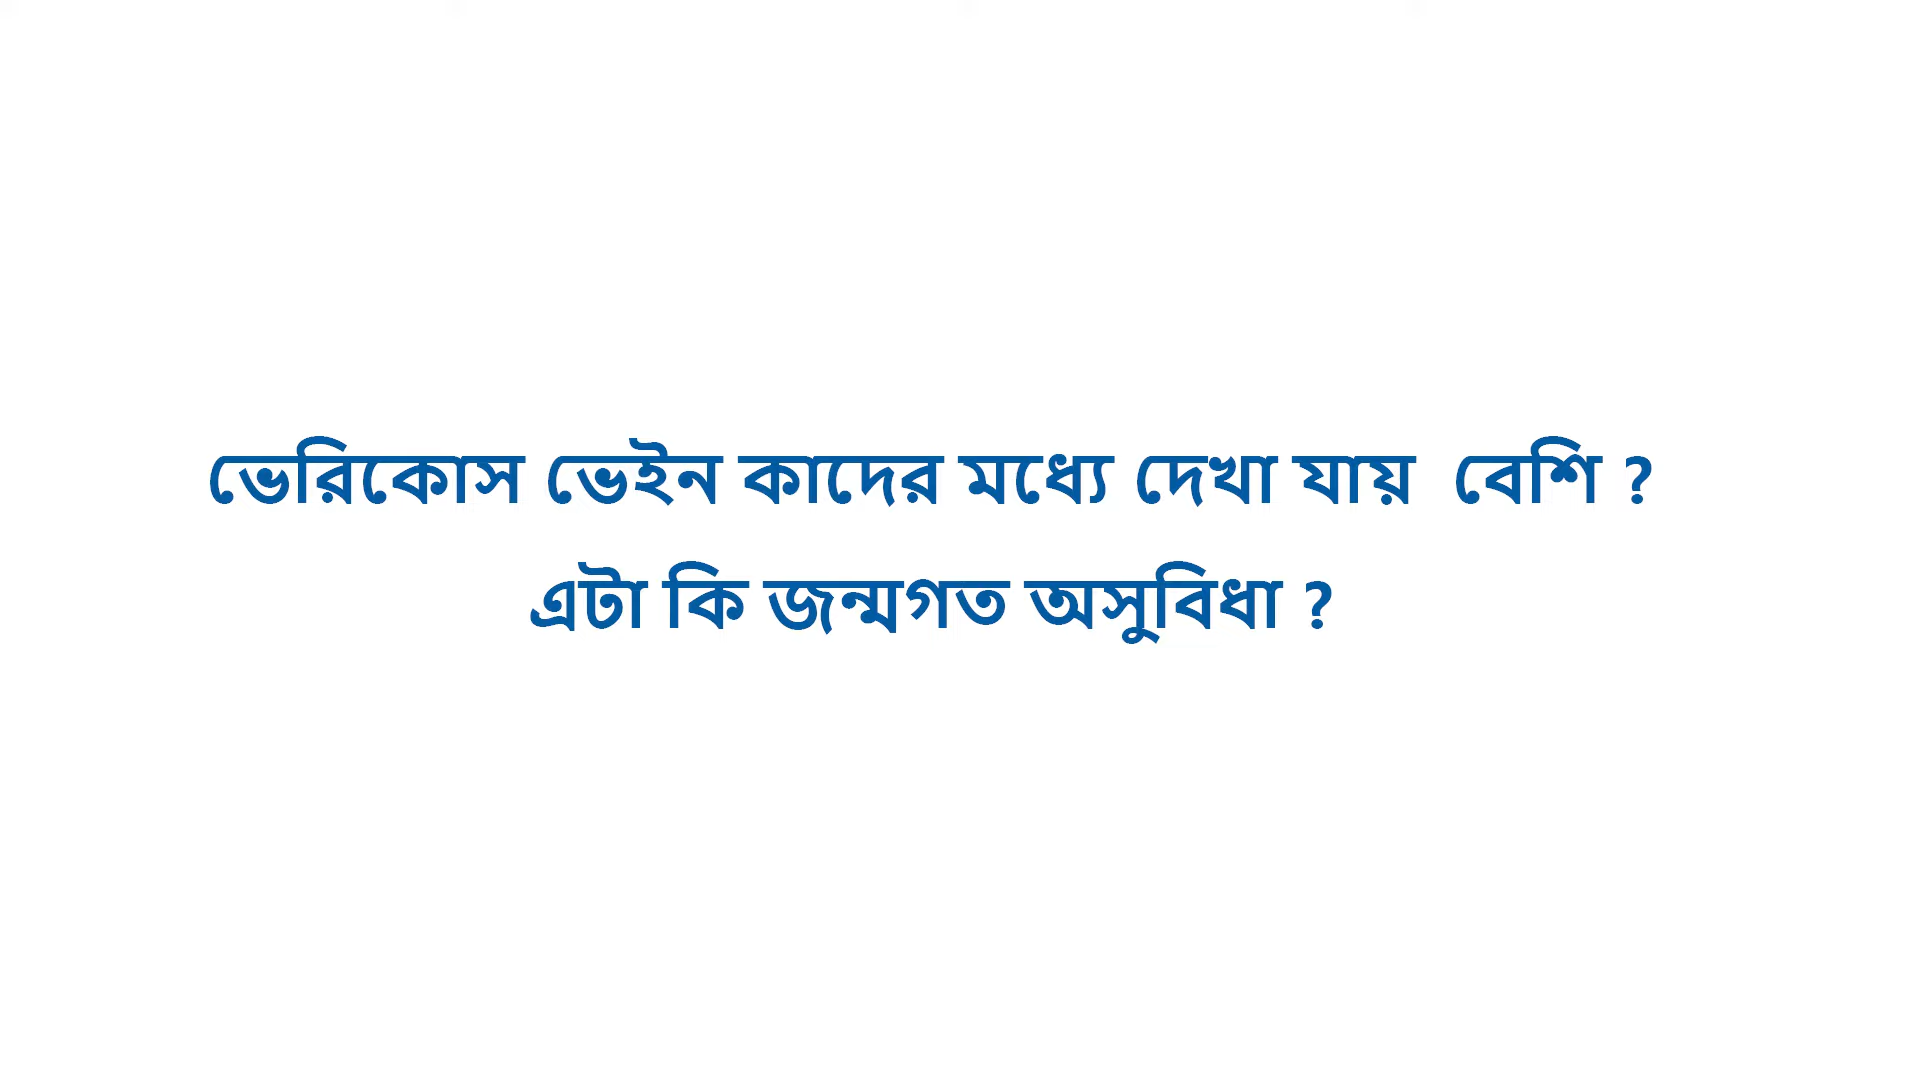 ভেরিকোস ভেইন কাদের মধ্যে দেখা যায়  বেশি ?
এটা কি জন্মগত অসুবিধা ?